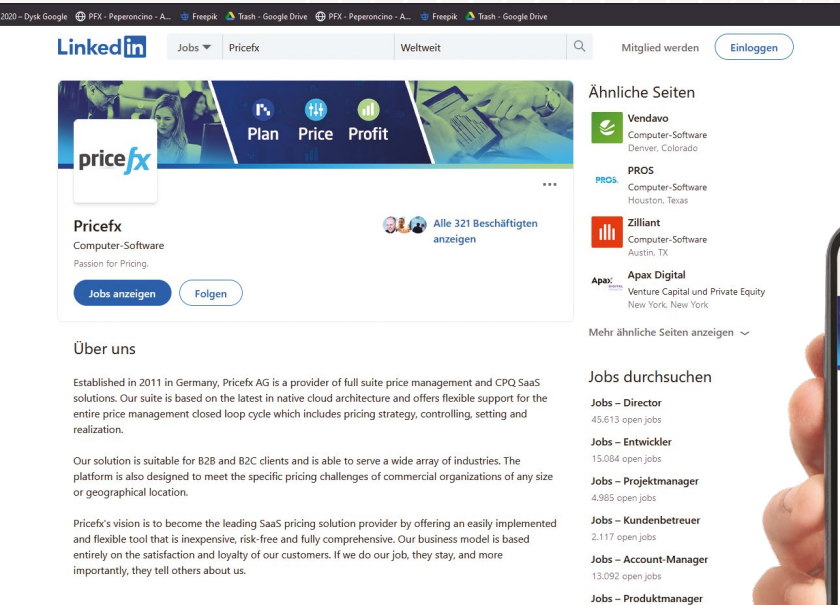 2020 – Dysk Google PFX - Peperoncino - A... Freepik Trash - Google Drive PFX - Peperoncino - A... Freepik Trash - Google Drive
LinkedIn Jobs Pricefx Weltweit Mitglied werden Einloggen
Plan Price Profit
pricefx
Pricefx
Computer-Software
Passion for Pricing.
Alle 321 Beschäftigten
anzeigen
Jobs anzeigen Folgen
Über uns
Established in 2011 in Germany, Pricefx AG is a provider of full suite price management and CPQ SaaS
solutions. Our suite is based on the latest in native cloud architecture and offers flexible support for the
entire price management closed loop cycle which includes pricing strategy, controlling, setting and
realization.
Our solution is suitable for B2B and B2C clients and is able to serve a wide array of industries. The
platform is also designed to meet the specific pricing challenges of commercial organizations of any size
or geographical location.
Pricefx's vision is to become the leading SaaS pricing solution provider by offering an easily implemented
and flexible tool that is inexpensive, risk-free and fully comprehensive. Our business model is based
entirely on the satisfaction and loyalty of our customers. If we do our job, they stay, and more
importantly, they tell others about us.
Ähnliche Seiten
Vendavo
Computer-Software
Denver, Colorado
PROS.
PROS
Computer-Software
Houston, Texas
Zilliant
Computer-Software
Austin, TX
Apax
DIGITAL
Apax Digital
Venture Capital und Private Equity
New York, New York
Mehr ähnliche Seiten anzeigen
Jobs durchsuchen
Jobs – Director
45.613 open jobs
Jobs – Entwickler
15.084 open jobs
Jobs – Projektmanager
4.985 open jobs
Jobs – Kundenbetreuer
2.117 open jobs
Jobs – Account-Manager
13.092 open jobs
Jobs – Produktmanager